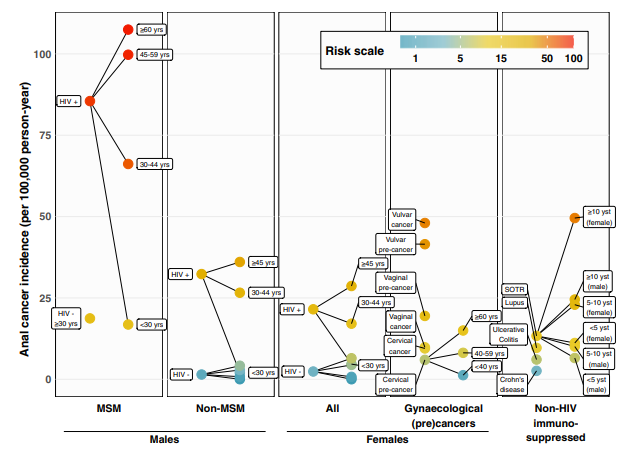 Anal cancer incidence (per 100,000 person-year)
100
75
50
25
0
Risk scale
1 5 15 50 100
≥60 yrs
45-59 yrs
HIV +
30-44 yrs
HIV -
≥30 yrs
<30 yrs
HIV +
≥45 yrs
30-44 yrs
HIV -
<30 yrs
≥45 yrs
HIV +
30-44 yrs
HIV -
<30 yrs
Vulvar
cancer
Vulvar
pre-cancer
Vaginal
pre-cancer
Vaginal
cancer
Cervical
cancer
Cervical
pre-cancer
≥60 yrs
40-59 yrs
<40 yrs
SOTR
Lupus
Ulcerative
Colitis
Crohn's
disease
≥10 yst
(female)
≥10 yst
(male)
5-10 yst
(female)
<5 yst
(female)
5-10 yst
(male)
<5 yst
(male)
MSM
Non-MSM
All
Gynaecological
(pre)cancers
Non-HIV
immuno-
suppressed
Males
Females